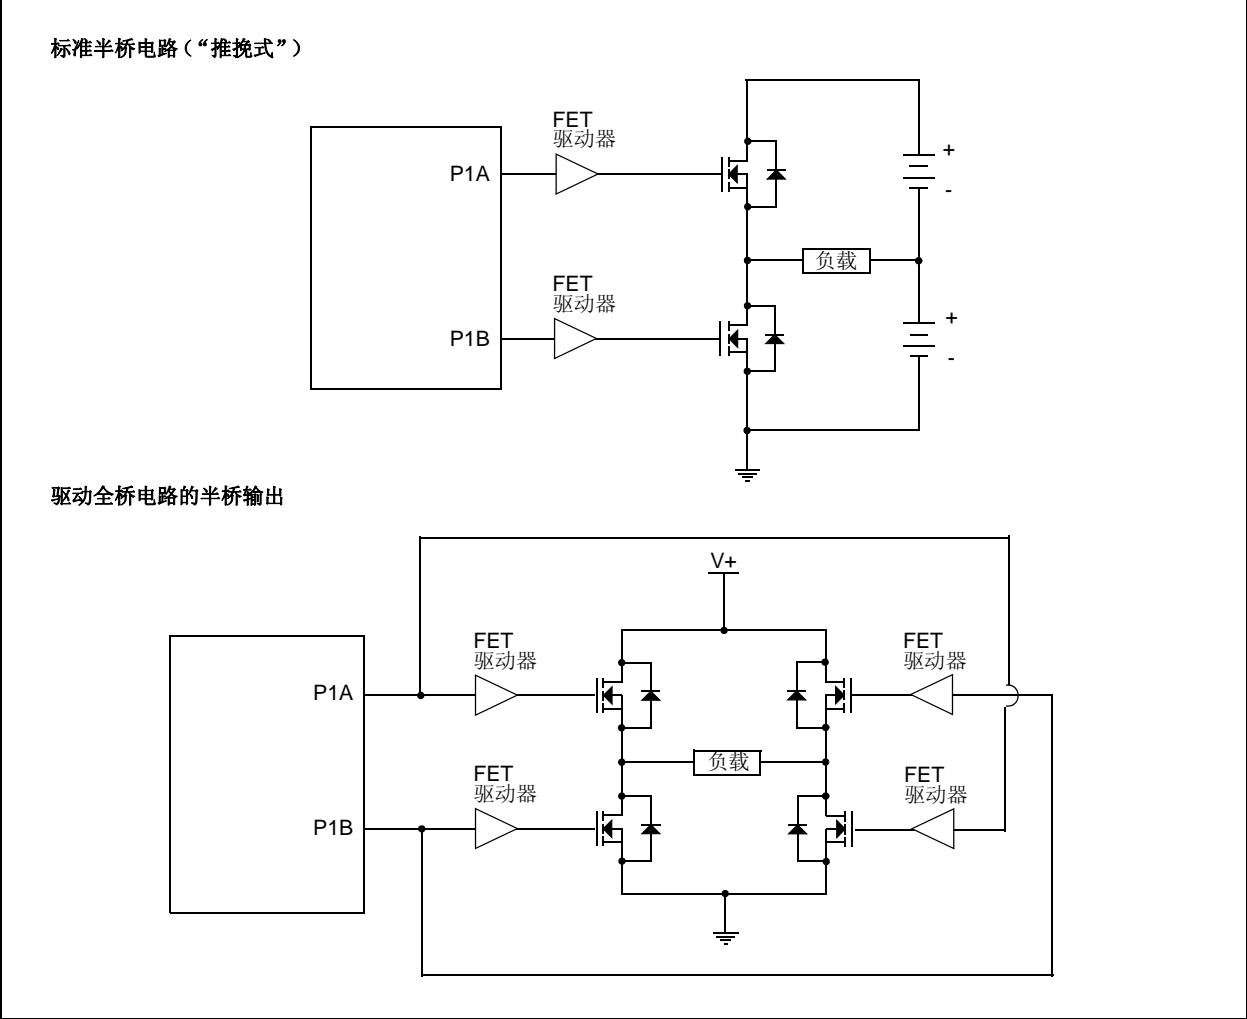 标准半桥电路(“推挽式”)
FET
驱动器
+
P1A
-
负载
FET
驱动器
+
P1B
-
驱动全桥电路的半桥输出
V+
FET
驱动器
FET
驱动器
P1A
负载
FET
驱动器
FET
驱动器
P1B